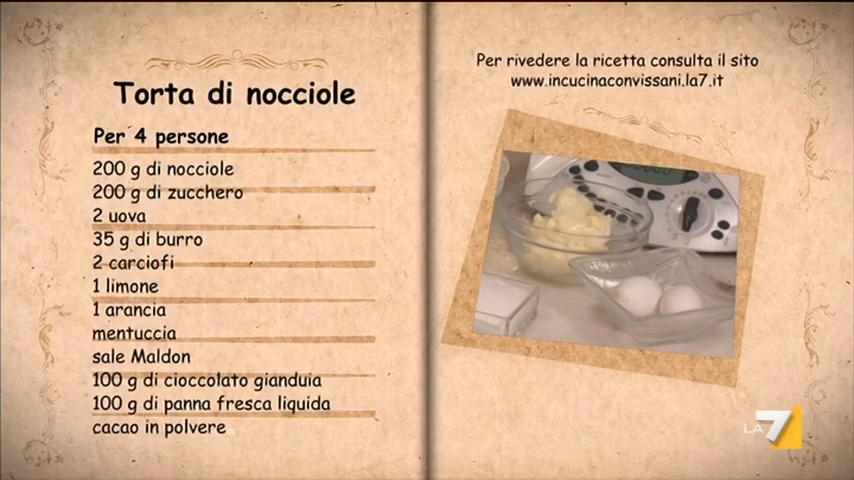 Torta di nocciole
Per 4 persone
200 g di nocciole
200 g di zucchero
2 uova
35 g di burro
2 carciofi
1 limone
1 arancia
mentuccia
sale Maldon
100 g di cioccolato gianduia
100 g di panna fresca liquida
cacao in polvere
Per rivedere la ricetta consulta il sito
www.incucinaconvissani.la7.it
LA7